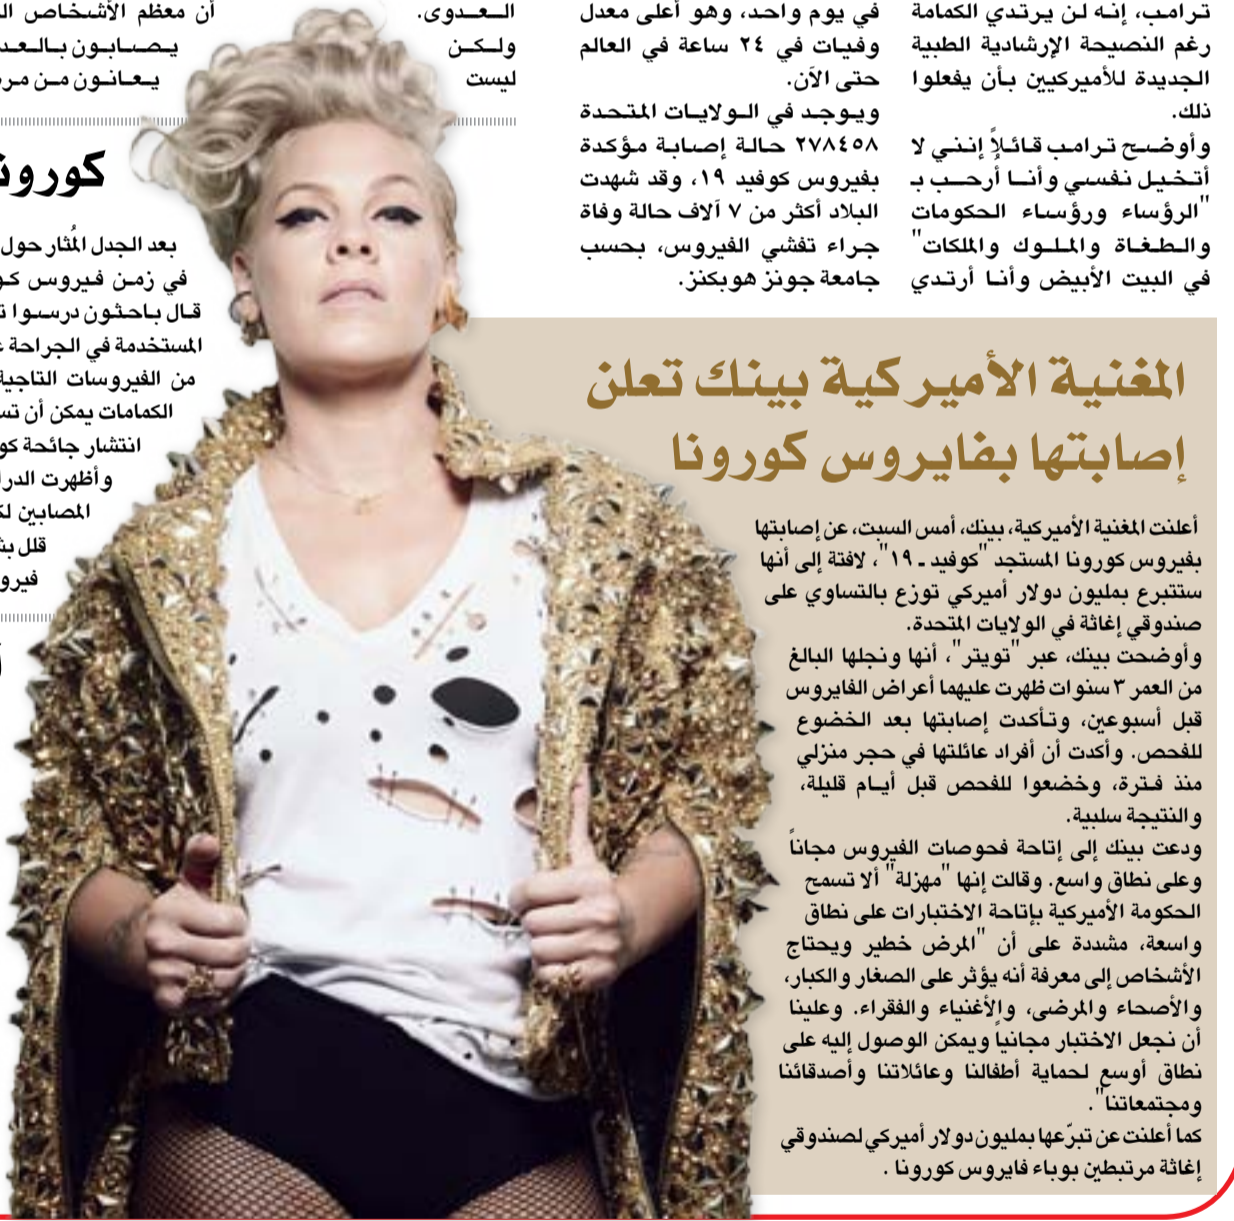 ترامب، إنه لن يرتدي الكمامة
رغم النصيحة الإرشادية الطبية
الجديدة للأميركيين بأن يفعلوا
ذلك.
وأوضح ترامب قائلاً إنني لا
أتخيل نفسي وأنا أرحب بـ
"الرؤساء ورؤساء الحكومات
والطغاة والملوك والملكات"
في البيت الأبيض وأنا أرتدي
في يوم واحد، وهو أعلى معدل
وفيات في ٢٤ ساعة في العالم
حتى الآن.
ويوجد في الولايات المتحدة
٢٧٨٤٥٨ حالة إصابة مؤكدة
بفيروس كوفيد ١٩، وقد شهدت
البلاد أكثر من ٧ آلاف حالة وفاة
جراء تفشي الفيروس، بحسب
جامعة جونز هوبكنز.
العدوى.
ولكن
ليست
أن معظم الأشخاص
يصابون
يعانون من
بعد الجدل المُثار حول
في زمن فيروس
قال باحثون درسوا
المستخدمة في الجراحة
من الفيروسات التاجية
الكمامات يمكن أن
انتشار جائحة
وأظهرت
المصابين
قلل
المغنية الأميركية بينك تعلن
إصابتها بفايروس كورونا
أعلنت المغنية الأميركية، بينك، أمس السبت، عن إصابتها
بفيروس كورونا المستجد "كوفيد ـ ١٩"، لافتة إلى أنها
ستتبرع بمليون دولار أميركي توزع بالتساوي على
صندوقي إغاثة في الولايات المتحدة.
وأوضحت بينك، عبر "تويتر"، أنها ونجلها البالغ
من العمر ٣ سنوات ظهرت عليهما أعراض الفايروس
قبل أسبوعين، وتأكدت إصابتها بعد الخضوع
للفحص. وأكدت أن أفراد عائلتها في حجر منزلي
منذ فترة، وخضعوا للفحص قبل أيام قليلة،
والنتيجة سلبية.
ودعت بينك إلى إتاحة فحوصات الفيروس مجاناً
وعلى نطاق واسع. وقالت إنها "مهزلة" ألا تسمح
الحكومة الأميركية بإتاحة الاختبارات على نطاق
واسعة، مشددة على أن "المرض خطير ويحتاج
الأشخاص إلى معرفة أنه يؤثر على الصغار والكبار،
والأصحاء والمرضى، والأغنياء والفقراء. وعلينا
أن نجعل الاختبار مجانياً ويمكن الوصول إليه على
نطاق أوسع لحماية أطفالنا وعائلاتنا وأصدقائنا
ومجتمعاتنا".
كما أعلنت عن تبرّعها بمليون دولار أميركي لصندوقي
إغاثة مرتبطين بوباء فايروس كورونا .